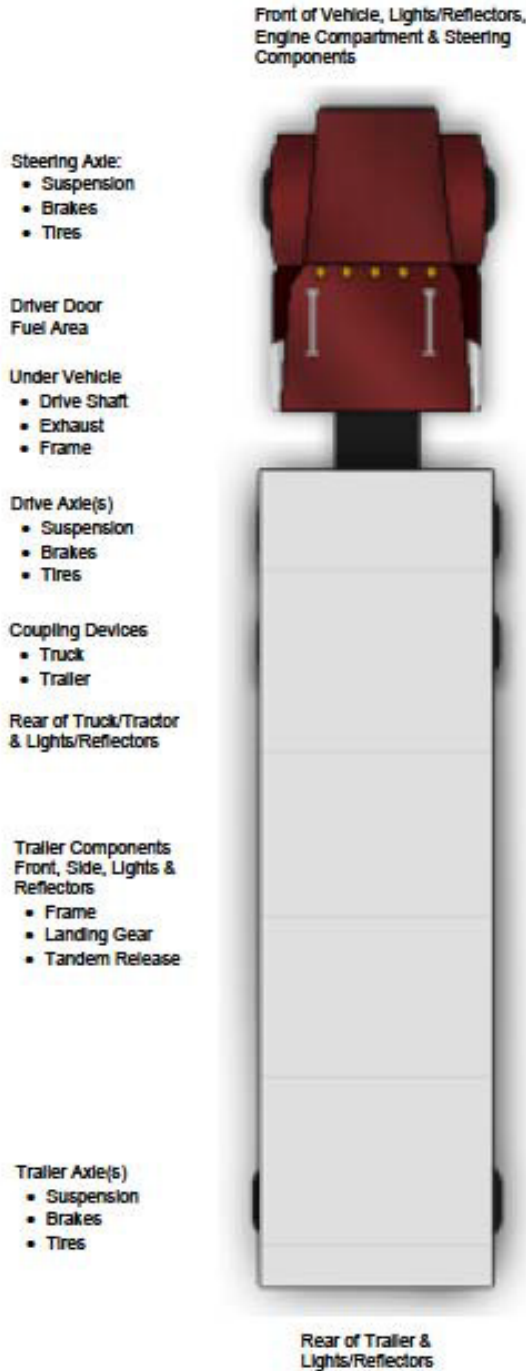 Front of Vehicle, Lights/Reflectors,
Engine Compartment & Steering
Components
Steering Axle:
• Suspension
• Brakes
• Tires
Driver Door
Fuel Area
Under Vehicle
• Drive Shaft
• Exhaust
• Frame
Drive Axle(s)
• Suspension
• Brakes
• Tires
Coupling Devices
• Truck
• Trailer
Rear of Truck/Tractor
& Lights/Reflectors
Trailer Components
Front, Side, Lights &
Reflectors
• Frame
• Landing Gear
• Tandem Release
Trailer Axle(s)
• Suspension
• Brakes
• Tires
Rear of Trailer &
Lights/Reflectors